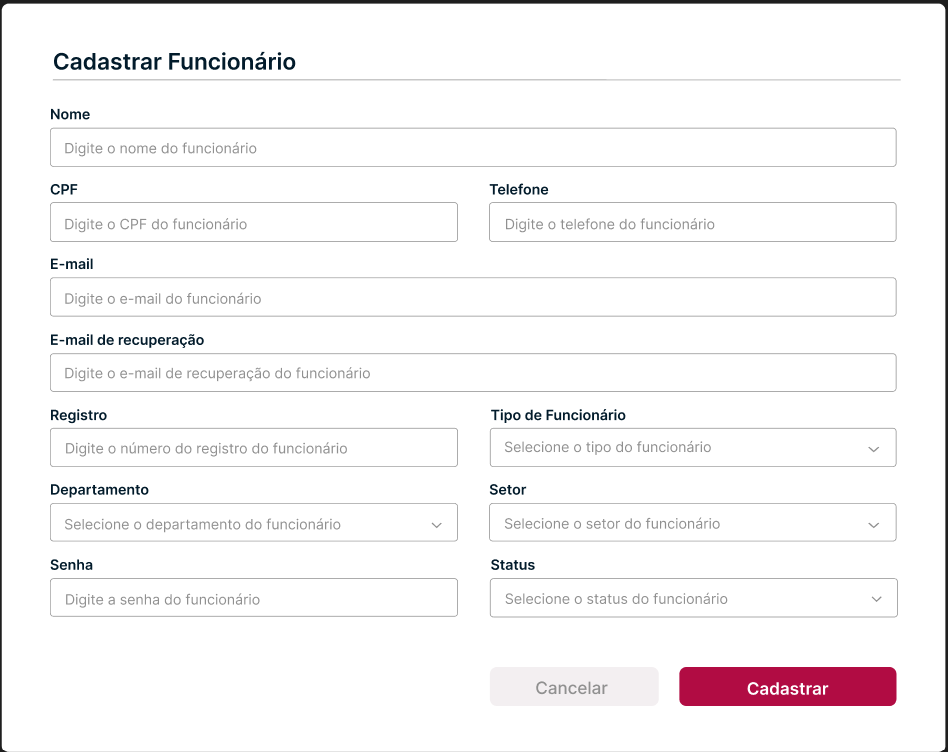 Cadastrar Funcionário
Nome
Digite o nome do funcionário
CPF
Telefone
Digite o CPF do funcionário
Digite o telefone do funcionário
E-mail
Digite o e-mail do funcionário
E-mail de recuperação
Digite o e-mail de recuperação do funcionário
Registro
Tipo de Funcionário
Digite o número do registro do funcionário
Selecione o tipo do funcionário
Departamento
Setor
Selecione o departamento do funcionário
Selecione o setor do funcionário
Senha
Status
Digite a senha do funcionário
Selecione o status do funcionário
Cancelar
Cadastrar